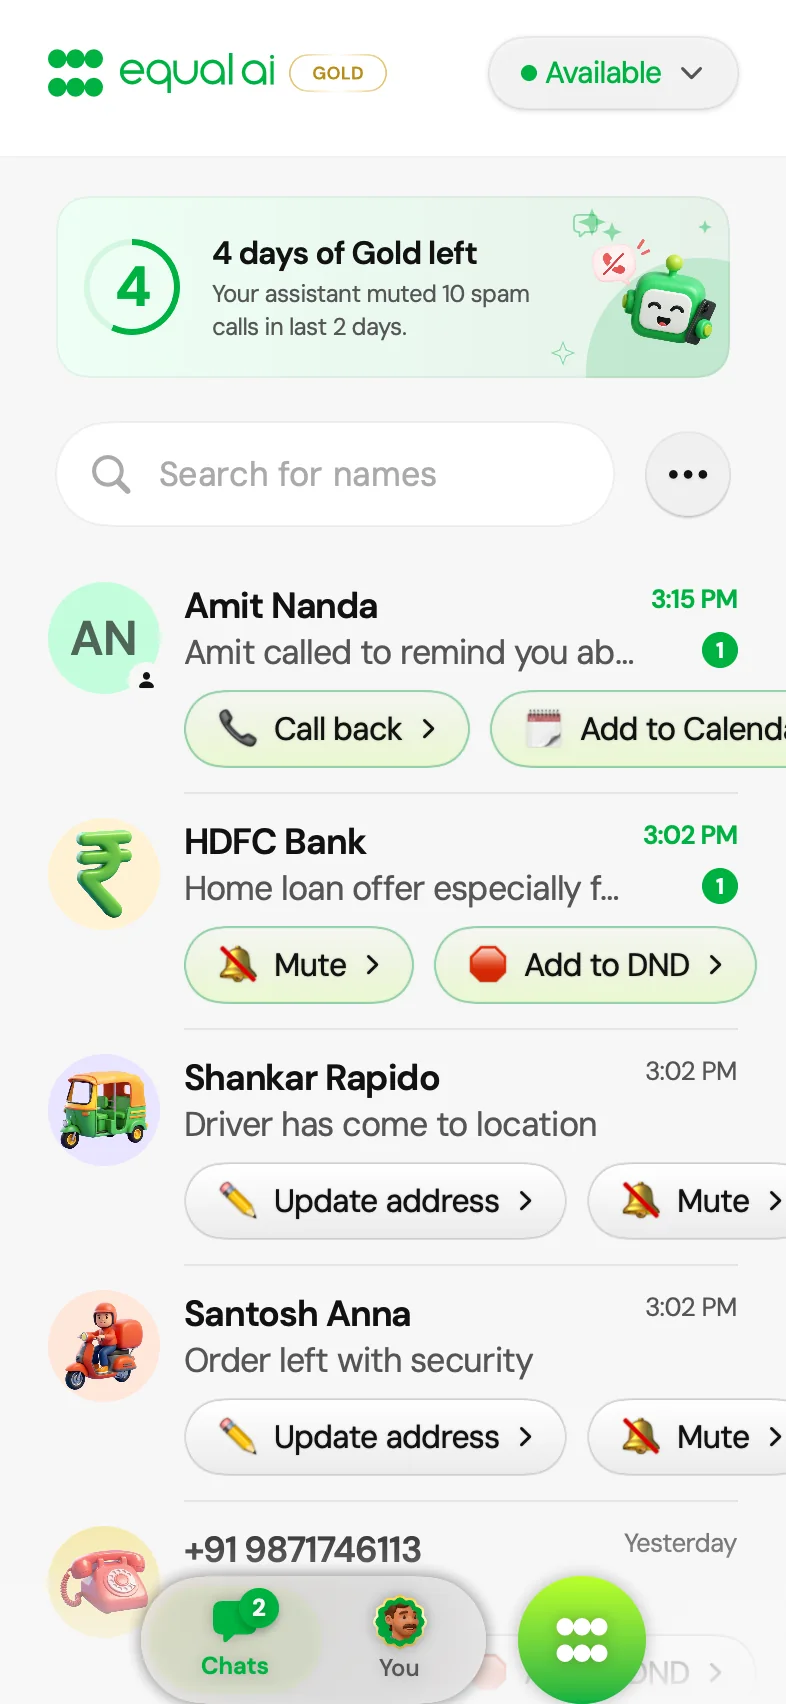 equal ai GOLD
Available
4
4 days of Gold left
Your assistant muted 10 spam
calls in last 2 days.
Search for names
AN
Amit Nanda 3:15 PM
Amit called to remind you ab... 1
Call back Add to Calenda
HDFC Bank 3:02 PM
Home loan offer especially f... 1
Mute Add to DND
Shankar Rapido 3:02 PM
Driver has come to location
Update address Mute
Santosh Anna 3:02 PM
Order left with security
Update address Mute
+91 9871746113 Yesterday
2
Chats You
DND